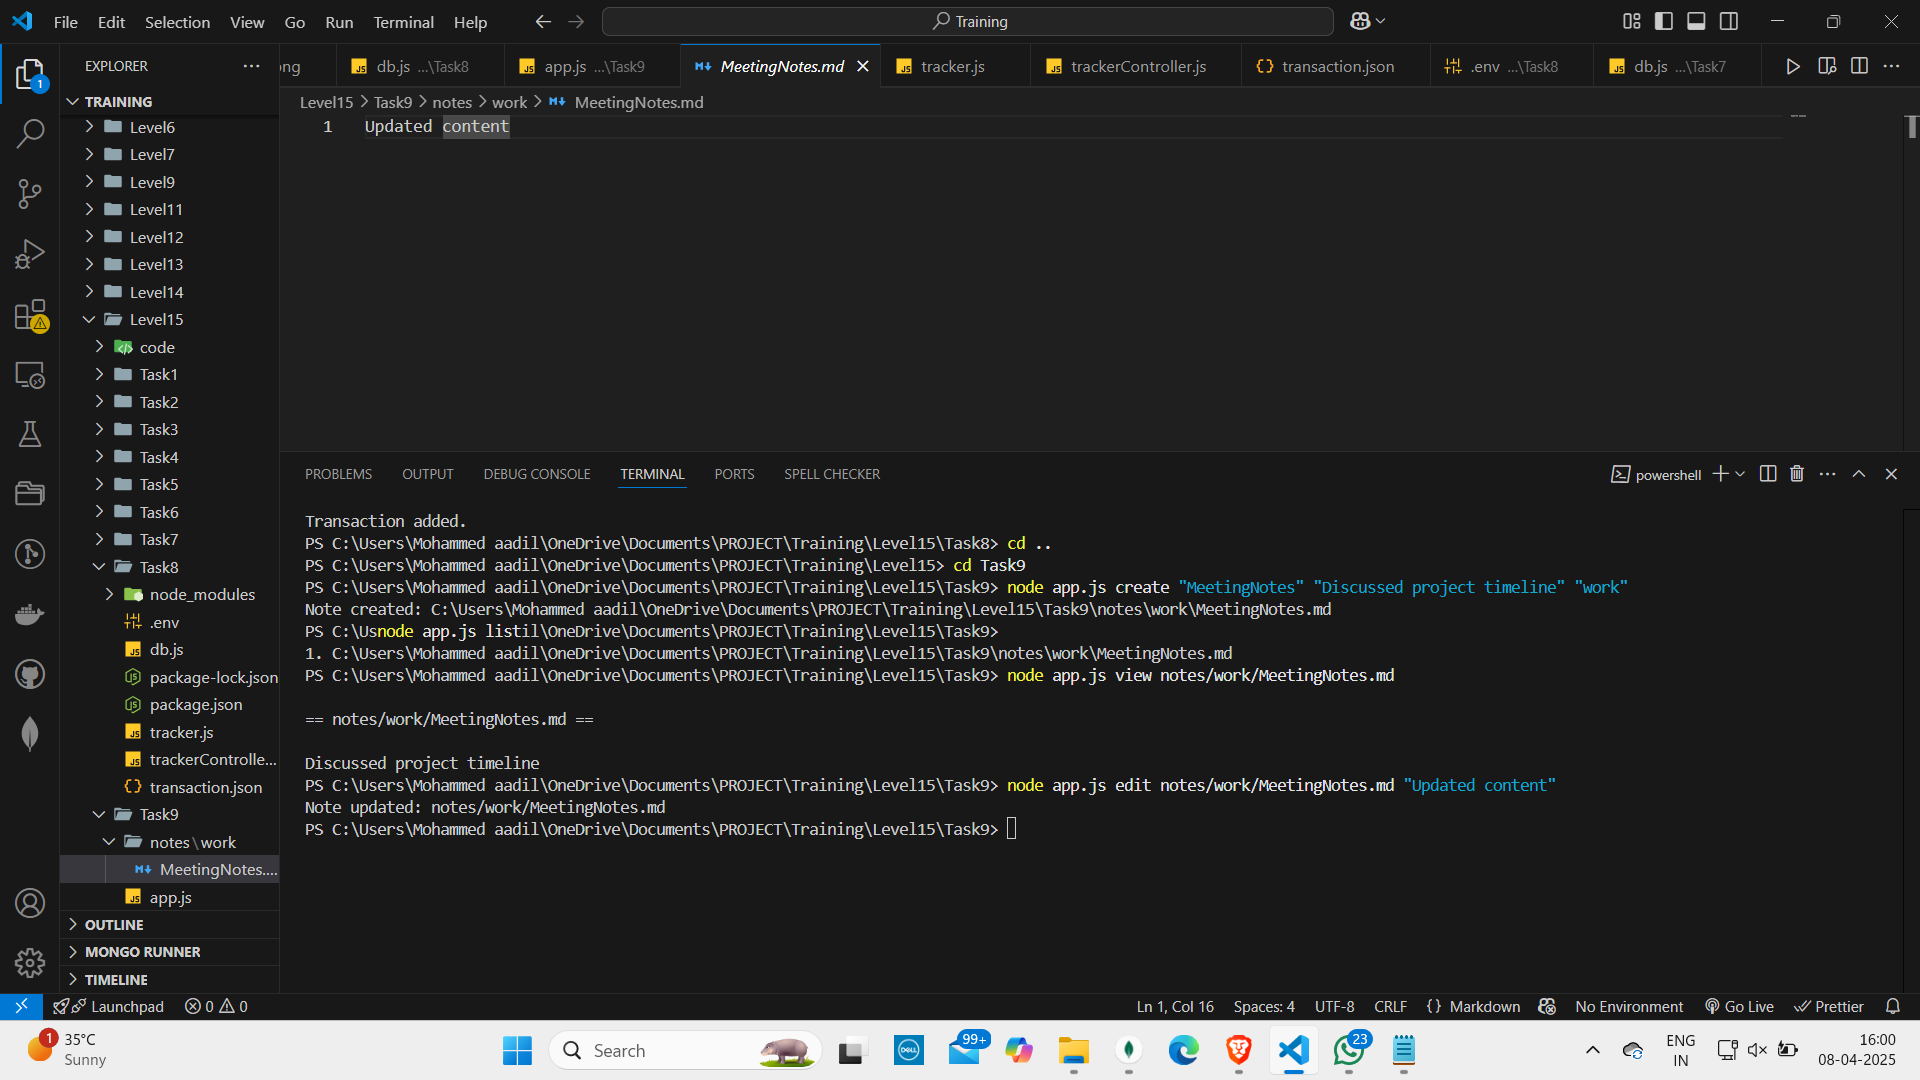 File Edit Selection View Go Run Terminal Help
Training
EXPLORER
ong
db.js ...\Task8
app.js ...\Task9
MeetingNotes.md
tracker.js
trackerController.js
transaction.json
.env ...\Task8
db.js ...\Task7
TRAINING
Level6
Level7
Level9
Level11
Level12
Level13
Level14
Level15
code
Task1
Task2
Task3
Task4
Task5
Task6
Task7
Task8
node_modules
.env
db.js
package-lock.json
package.json
tracker.js
trackerControlle...
transaction.json
Task9
notes\work
MeetingNotes....
app.js
OUTLINE
MONGO RUNNER
TIMELINE
Level15 > Task9 > notes > work > MeetingNotes.md
1 Updated content
PROBLEMS OUTPUT DEBUG CONSOLE TERMINAL PORTS SPELL CHECKER
powershell
Transaction added.
PS C:\Users\Mohammed aadil\OneDrive\Documents\PROJECT\Training\Level15\Task8> cd ..
PS C:\Users\Mohammed aadil\OneDrive\Documents\PROJECT\Training\Level15> cd Task9
PS C:\Users\Mohammed aadil\OneDrive\Documents\PROJECT\Training\Level15\Task9> node app.js create "MeetingNotes" "Discussed project timeline" "work"
Note created: C:\Users\Mohammed aadil\OneDrive\Documents\PROJECT\Training\Level15\Task9\notes\work\MeetingNotes.md
PS C:\Usnode app.js listil\OneDrive\Documents\PROJECT\Training\Level15\Task9>
1. C:\Users\Mohammed aadil\OneDrive\Documents\PROJECT\Training\Level15\Task9\notes\work\MeetingNotes.md
PS C:\Users\Mohammed aadil\OneDrive\Documents\PROJECT\Training\Level15\Task9> node app.js view notes/work/MeetingNotes.md
== notes/work/MeetingNotes.md ==
Discussed project timeline
PS C:\Users\Mohammed aadil\OneDrive\Documents\PROJECT\Training\Level15\Task9> node app.js edit notes/work/MeetingNotes.md "Updated content"
Note updated: notes/work/MeetingNotes.md
PS C:\Users\Mohammed aadil\OneDrive\Documents\PROJECT\Training\Level15\Task9>
Launchpad 0 0
Ln 1, Col 16 Spaces: 4 UTF-8 CRLF {} Markdown No Environment Go Live Prettier
1
35°C
Sunny
Search
DELL
99+
23
ENG
IN
16:00
08-04-2025